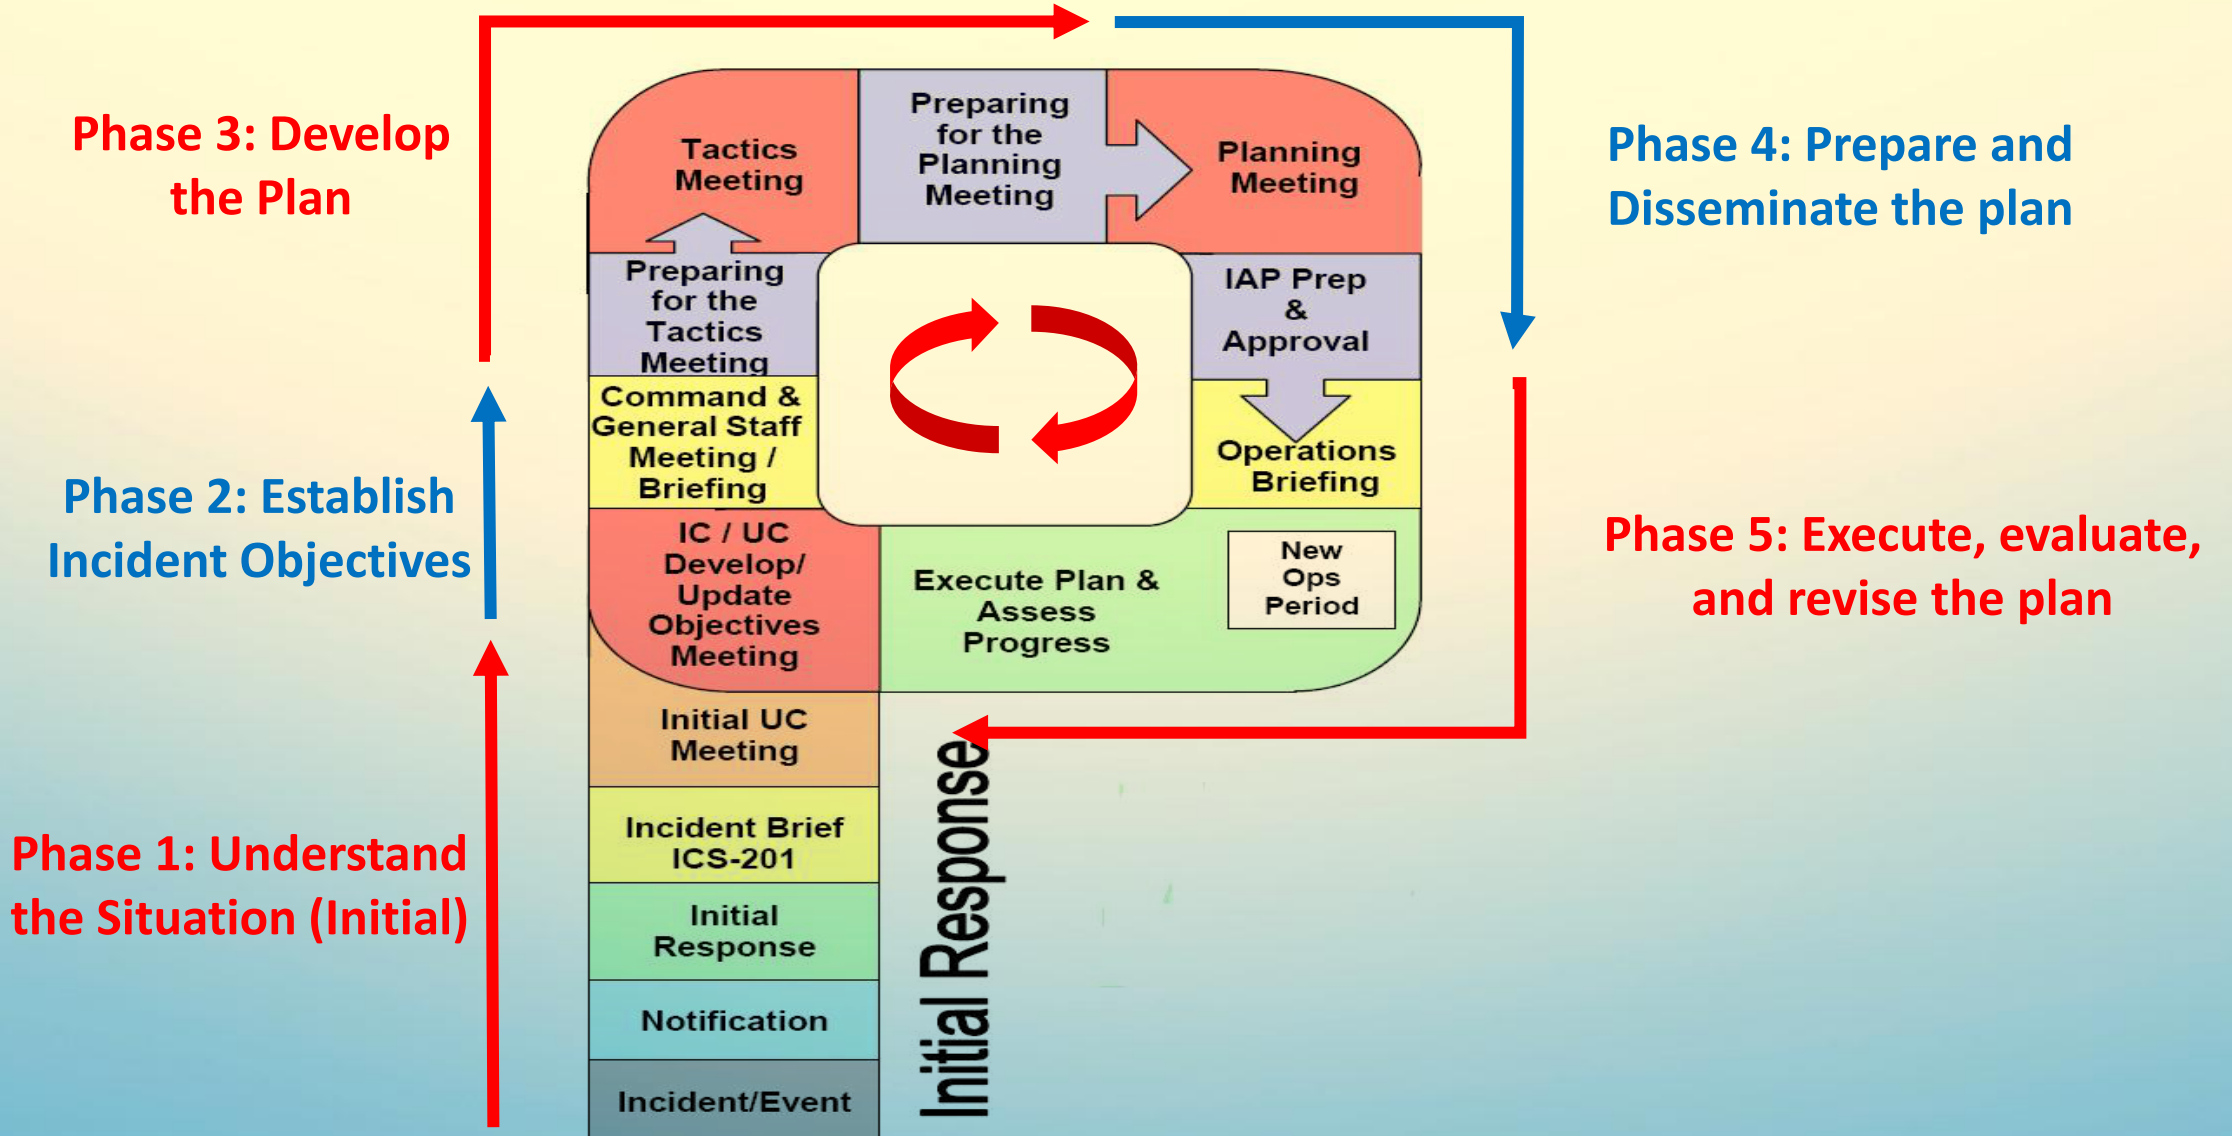 Phase 3: Develop
the Plan
Phase 2: Establish
Incident Objectives
Phase 1: Understand
the Situation (Initial)
Tactics
Meeting
Preparing
for the
Planning
Meeting
Planning
Meeting
Preparing
for the
Tactics
Meeting
IAP Prep
&
Approval
Command &
General Staff
Meeting /
Briefing
Operations
Briefing
IC / UC
Develop/
Update
Objectives
Meeting
Execute Plan &
Assess
Progress
New
Ops
Period
Initial UC
Meeting
Incident Brief
ICS-201
Initial
Response
Notification
Incident/Event
Initial Response
Phase 4: Prepare and
Disseminate the plan
Phase 5: Execute, evaluate,
and revise the plan